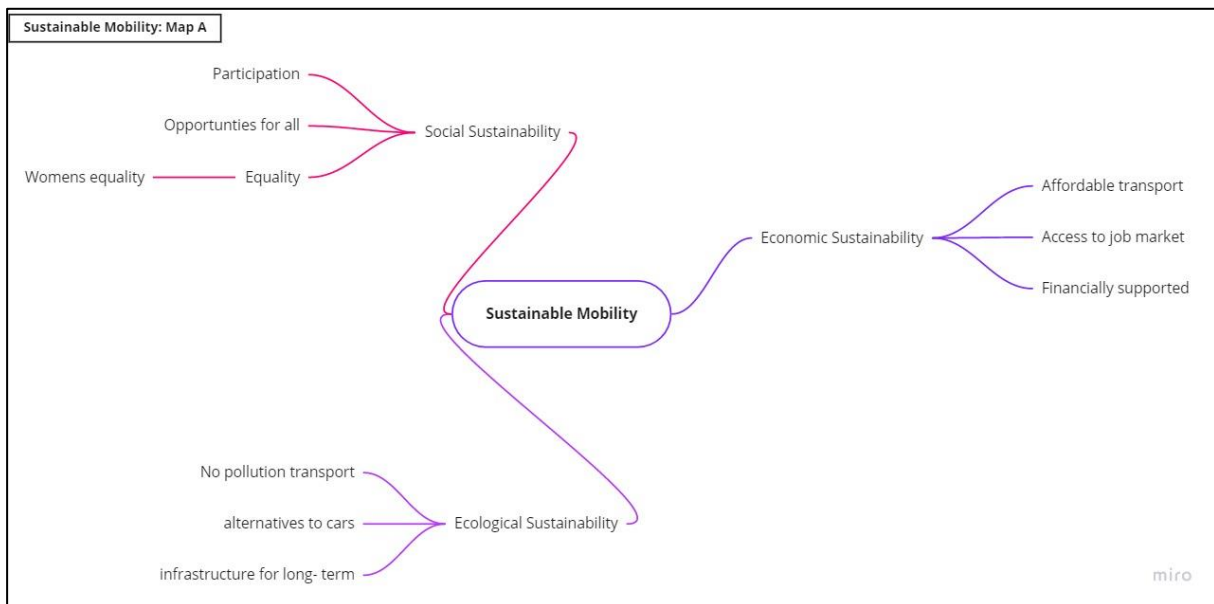 Sustainable Mobility: Map A
Participation
Opportunties for all
Social Sustainability
Womens equality
Equality
Affordable transport
Economic Sustainability
Access to job market
Financially supported
Sustainable Mobility
No pollution transport
alternatives to cars
Ecological Sustainability
infrastructure for long- term
miro